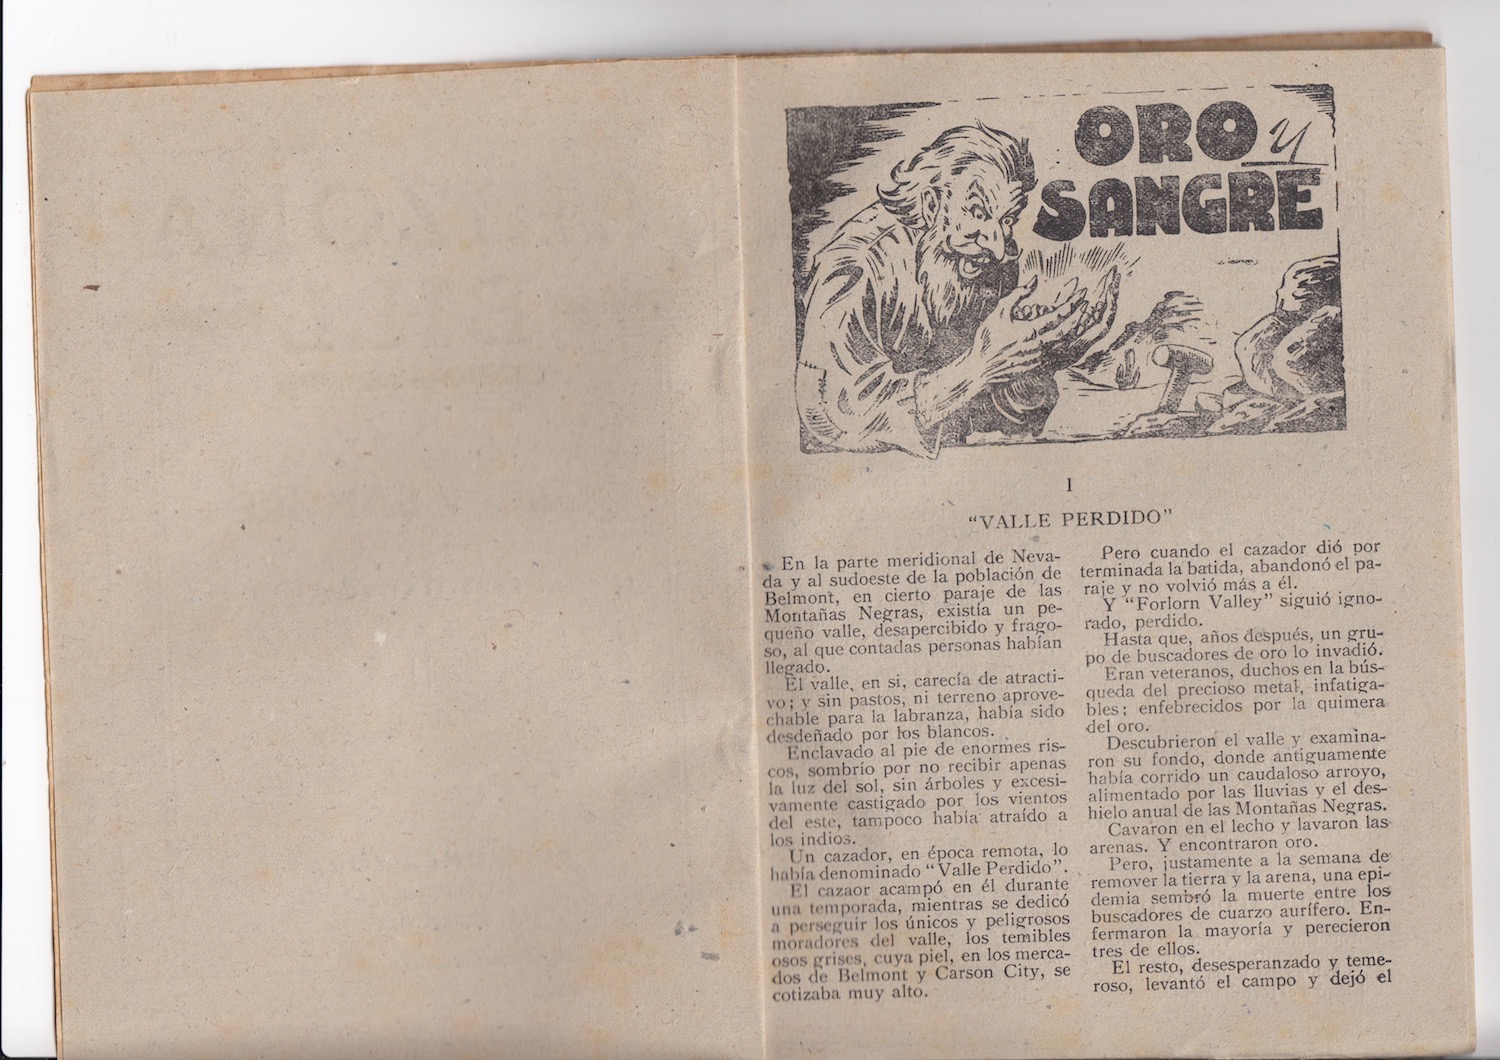 ORO y
SANGRE
I
“VALLE PERDIDO”
En la parte meridional de Neva-
da y al sudoeste de la población de
Belmont, en cierto paraje de las
Montañas Negras, existía un pe-
queño valle, desapercibido y frago-
so, al que contadas personas habían
llegado.
El valle, en si, carecía de atracti-
vo; y sin pastos, ni terreno aprove-
chable para la labranza, había sido
desdeñado por los blancos.
Enclavado al pie de enormes ris-
cos, sombrío por no recibir apenas
la luz del sol, sin árboles y excesi-
vamente castigado por los vientos
del este, tampoco había atraído a
los indios.
Un cazador, en época remota, lo
había denominado “Valle Perdido”.
El cazaor acampó en él durante
una temporada, mientras se dedicó
a perseguir los únicos y peligrosos
moradores del valle, los temibles
osos grises, cuya piel, en los merca-
dos de Belmont y Carson City, se
cotizaba muy alto.
Pero cuando el cazador dió por
terminada la batida, abandonó el pa-
raje y no volvió más a él.
Y “Forlorn Valley” siguió igno-
rado, perdido.
Hasta que, años después, un gru-
po de buscadores de oro lo invadió.
Eran veteranos, duchos en la bús-
queda del precioso metal, infatiga-
bles; enfebrecidos por la quimera
del oro.
Descubrieron el valle y examina-
ron su fondo, donde antiguamente
había corrido un caudaloso arroyo,
alimentado por las lluvias y el des-
hielo anual de las Montañas Negras.
Cavaron en el lecho y lavaron las
arenas. Y encontraron oro.
Pero, justamente a la semana de
remover la tierra y la arena, una epi-
demia sembró la muerte entre los
buscadores de cuarzo aurífero. En-
fermaron la mayoría y perecieron
tres de ellos.
El resto, desesperanzado y teme-
roso, levantó el campo y dejó el